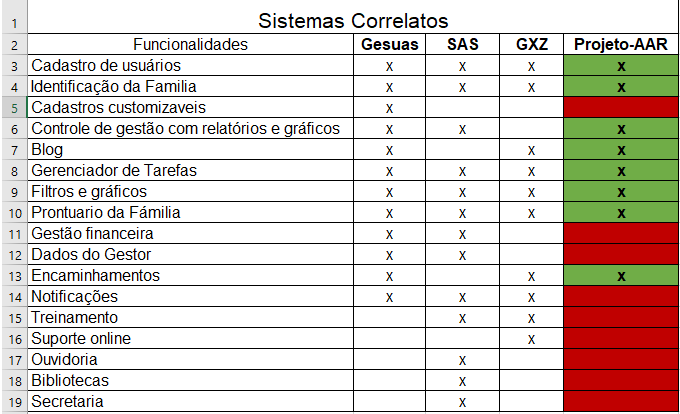 1 Sistemas Correlatos
2 Funcionalidades Gesuas SAS GXZ Projeto-AAR
3 Cadastro de usuários x x x x
4 Identificação da Familia x x x x
5 Cadastros customizaveis x
6 Controle de gestão com relatórios e gráficos x x x
7 Blog x x x
8 Gerenciador de Tarefas x x x x
9 Filtros e gráficos x x x x
10 Prontuario da Fámilia x x x x
11 Gestão financeira x x
12 Dados do Gestor x x
13 Encaminhamentos x x x
14 Notificações x x x
15 Treinamento x x
16 Suporte online x
17 Ouvidoria x
18 Bibliotecas x
19 Secretaria x